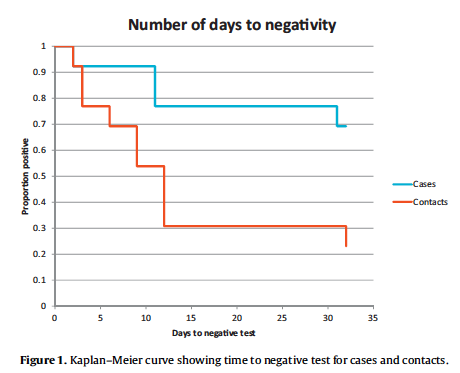 Number of days to negativity
1
0.9
0.8
0.7
0.6
0.5
0.4
0.3
0.2
0.1
0
Proportion positive
0 5 10 15 20 25 30 35
Days to negative test
Cases
Contacts
Figure 1. Kaplan–Meier curve showing time to negative test for cases and contacts.